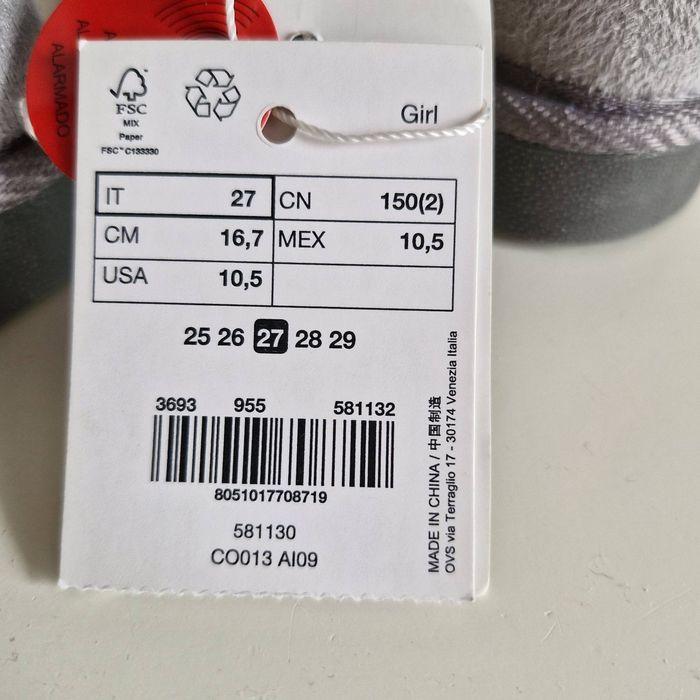 ALARMADO
FSC
MIX
Paper
FSC™ C133330
Girl
IT 27 CN 150(2)
CM 16,7 MEX 10,5
USA 10,5
25 26 27 28 29
3693 955 581132
8051017708719
581130
CO013 AI09
MADE IN CHINA / 中国制造
OVS via Terraglio 17 - 30174 Venezia Italia